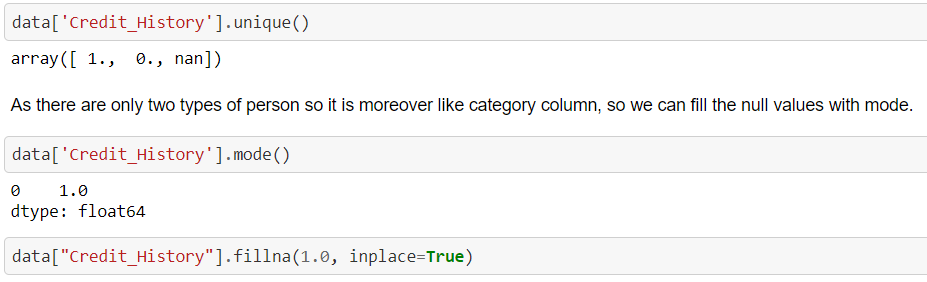 data['Credit_History'].unique()
array([ 1.,  0., nan])
As there are only two types of person so it is moreover like category column, so we can fill the null values with mode.
data['Credit_History'].mode()
0    1.0
dtype: float64
data["Credit_History"].fillna(1.0, inplace=True)